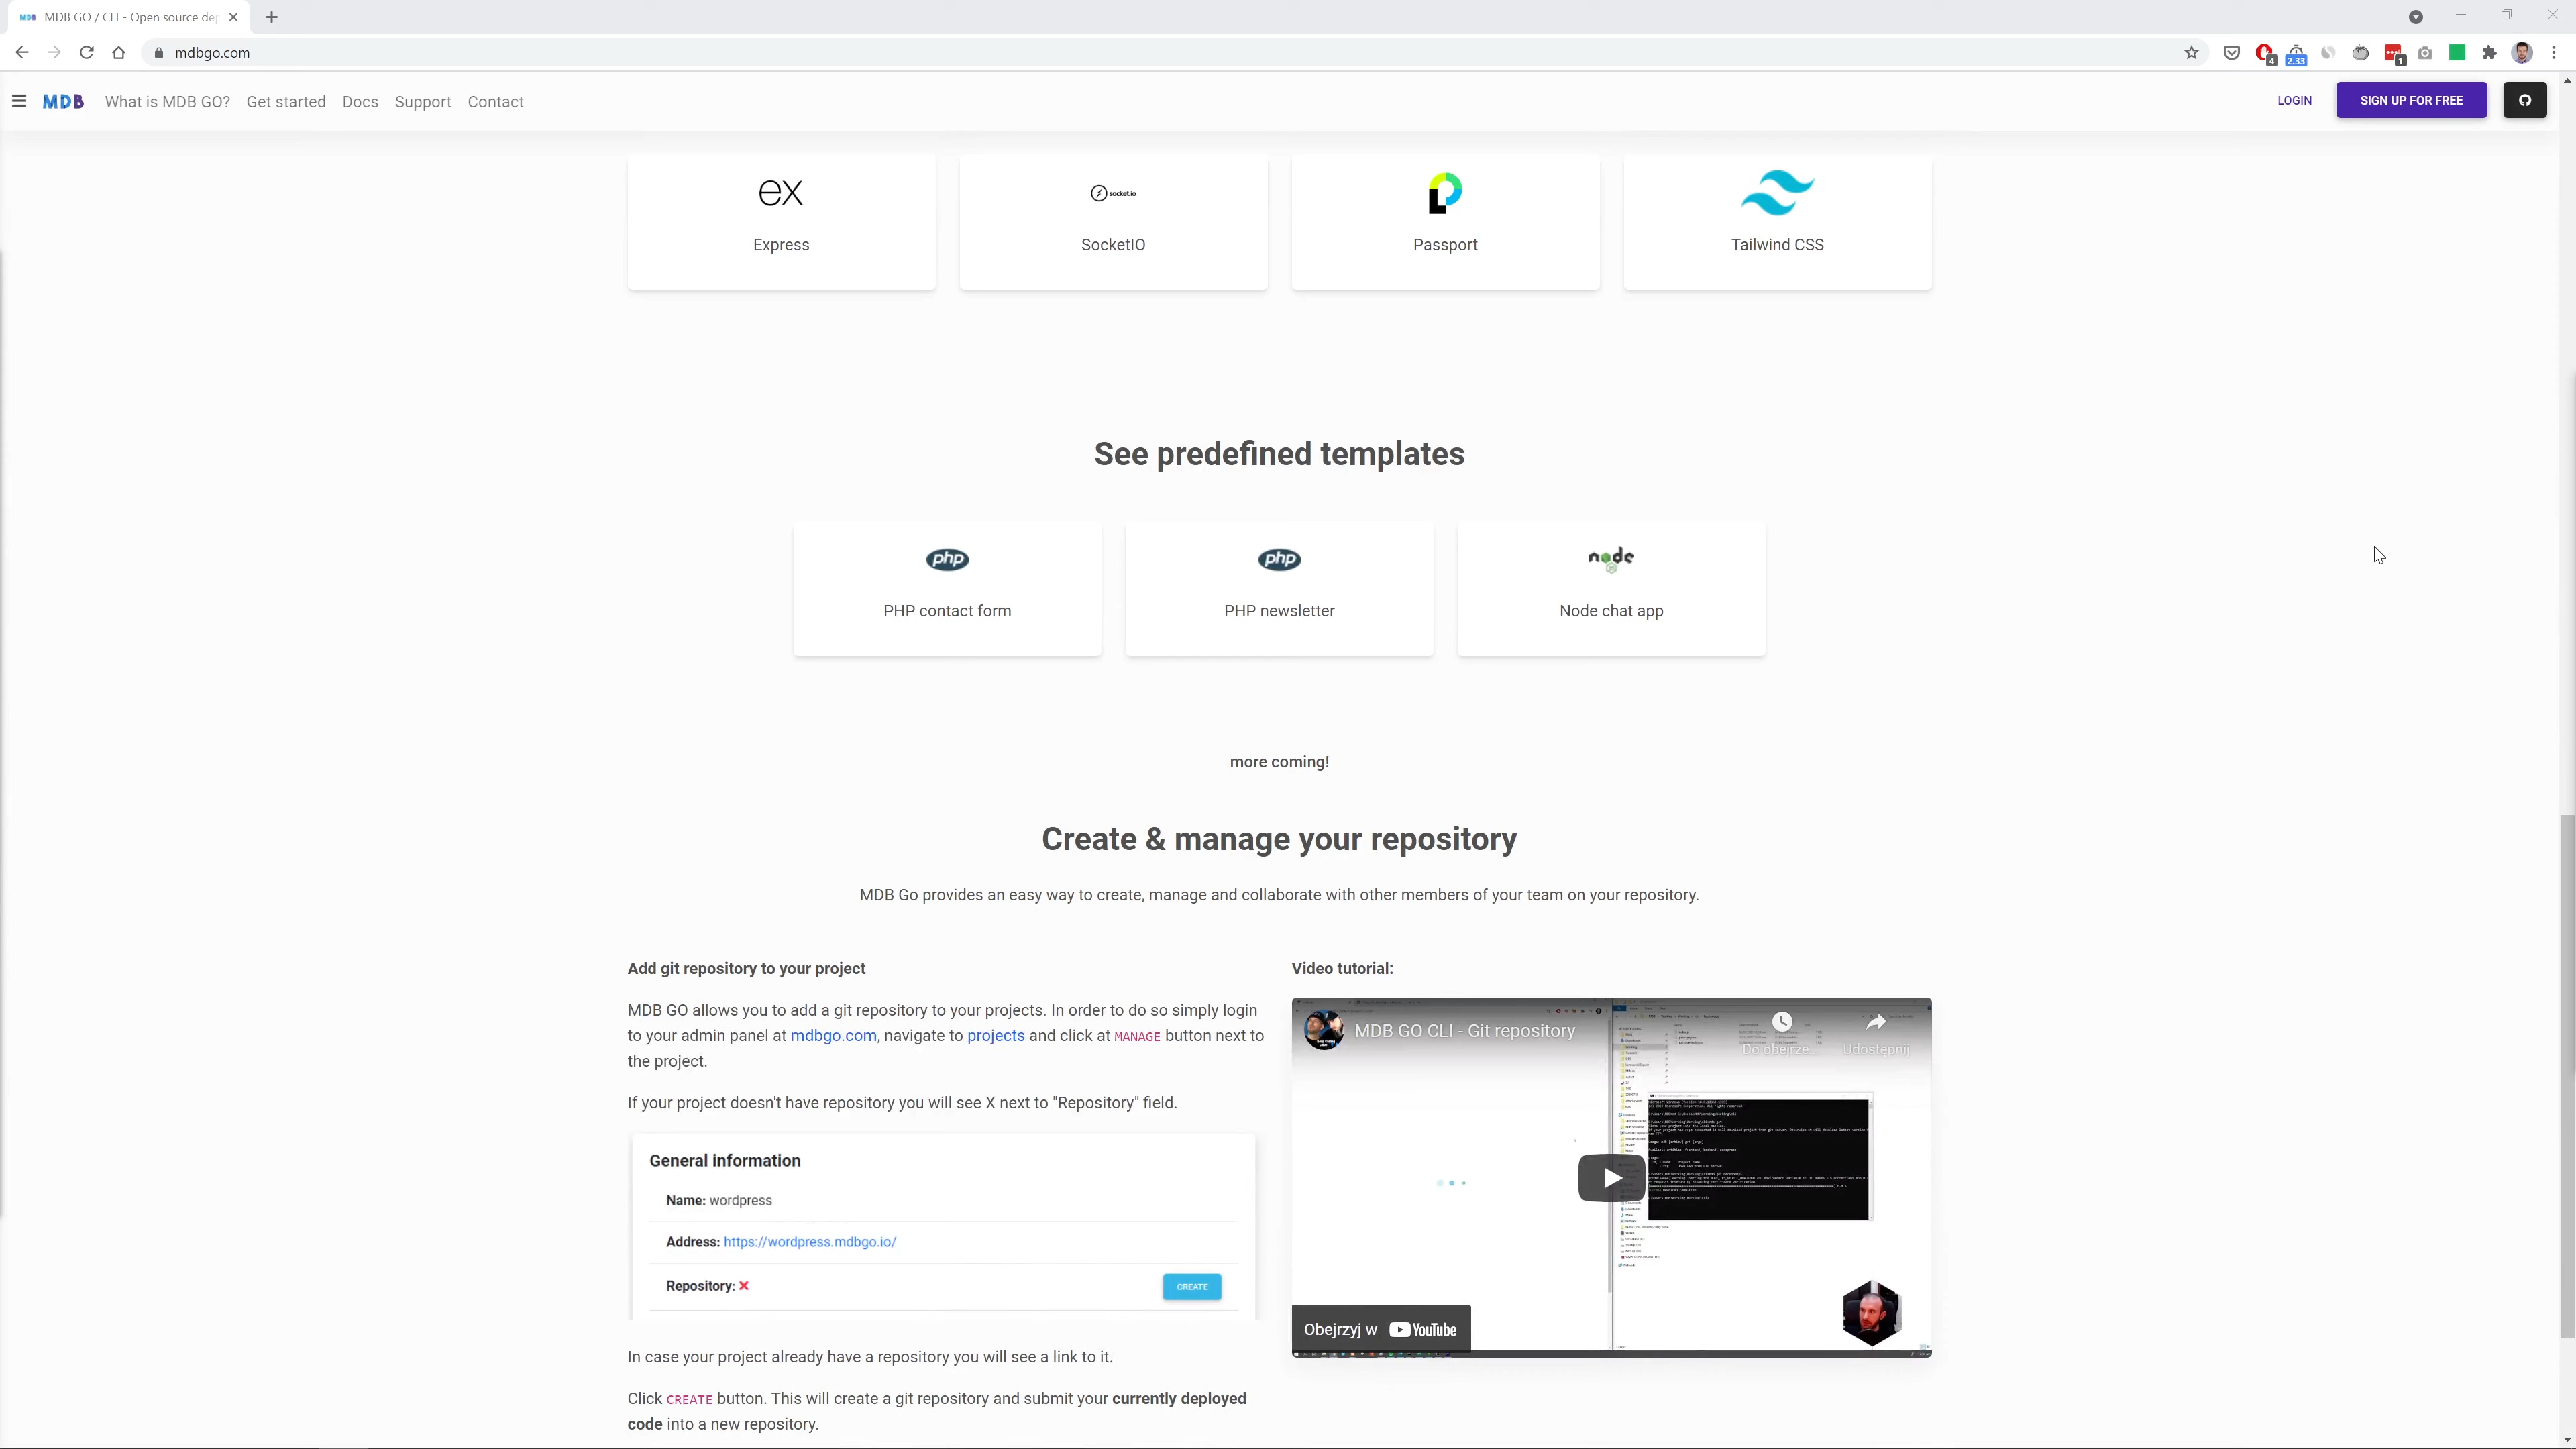 MDB GO / CLI - Open source de
mdbgo.com
4
2.33
1
MDB
What is MDB GO?
Get started
Docs
Support
Contact
LOGIN
SIGN UP FOR FREE
ex
socket.io
Express
SocketIO
Passport
Tailwind CSS
See predefined templates
php
php
node
PHP contact form
PHP newsletter
Node chat app
more coming!
Create & manage your repository
MDB Go provides an easy way to create, manage and collaborate with other members of your team on your repository.
Add git repository to your project
MDB GO allows you to add a git repository to your projects. In order to do so simply login
to your admin panel at mdbgo.com, navigate to projects and click at MANAGE button next to
the project.
If your project doesn't have repository you will see X next to "Repository" field.
General information
Name: wordpress
Address: https://wordpress.mdbgo.io/
Repository:
CREATE
In case your project already have a repository you will see a link to it.
Click CREATE button. This will create a git repository and submit your currently deployed
code into a new repository.
Video tutorial:
MDB GO CLI - Git repository
Do obejrze...
Udostępnij
Obejrzyj w YouTube